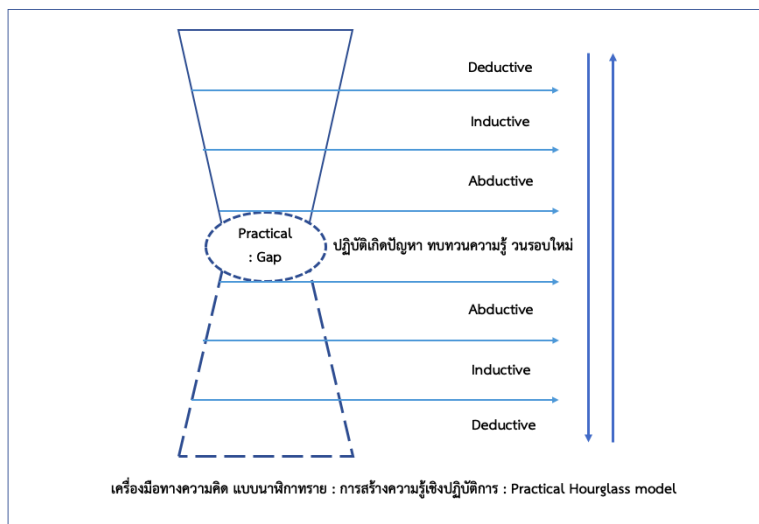 Deductive
Inductive
Abductive
Practical
: Gap
ปฏิบัติเกิดปัญหา ทบทวนความรู้ วนรอบใหม่
Abductive
Inductive
Deductive
เครื่องมือทางความคิด แบบนาฬิกาทราย : การสร้างความรู้เชิงปฏิบัติการ : Practical Hourglass model